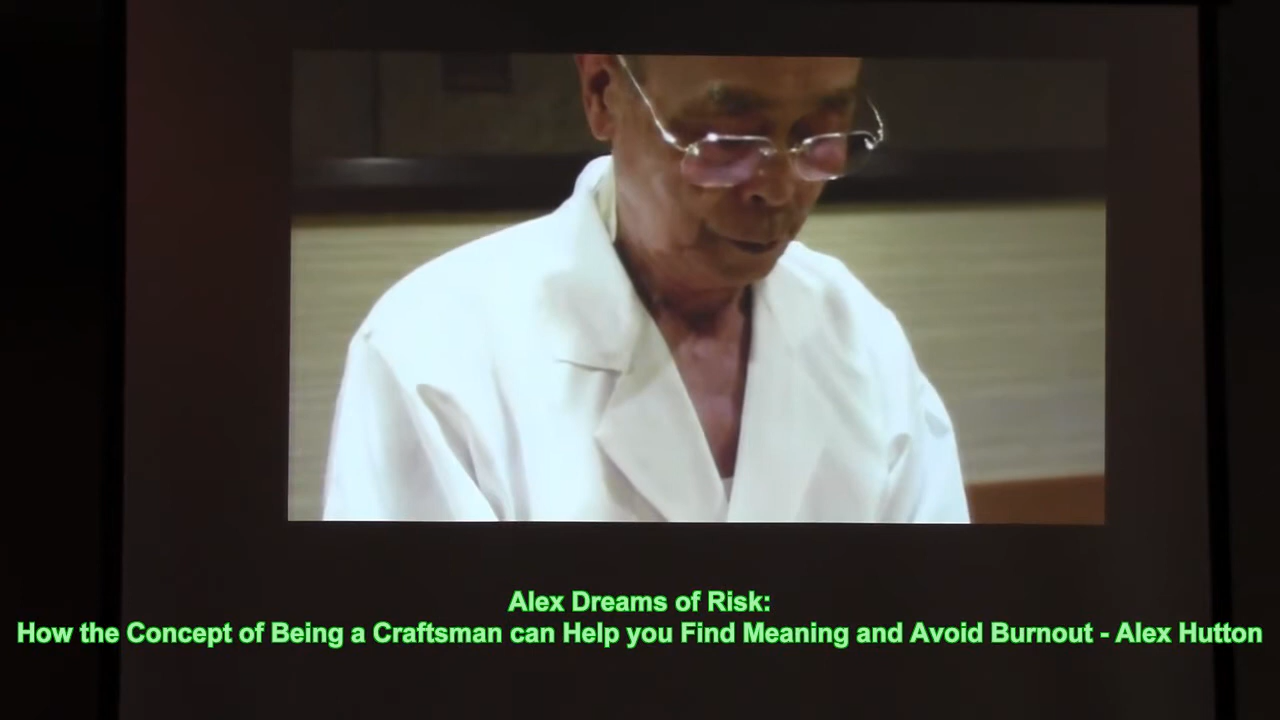 Alex Dreams of Risk:
How the Concept of Being a Craftsman can Help you Find Meaning and Avoid Burnout - Alex Hutton